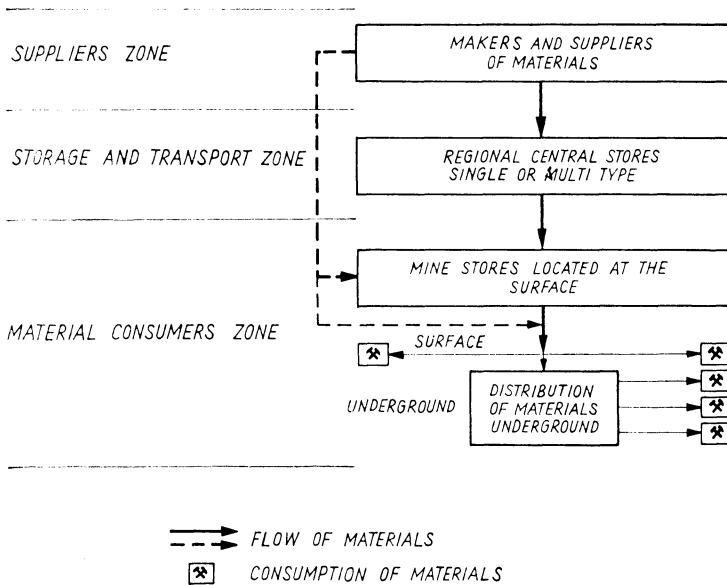 SUPPLIERS ZONE
MAKERS AND SUPPLIERS
OF MATERIALS
STORAGE AND TRANSPORT ZONE
REGIONAL CENTRAL STORES
SINGLE OR MULTI TYPE
MINE STORES LOCATED AT THE
SURFACE
MATERIAL CONSUMERS ZONE
SURFACE
UNDERGROUND
DISTRIBUTION
OF MATERIALS
UNDERGROUND
FLOW OF MATERIALS
CONSUMPTION OF MATERIALS